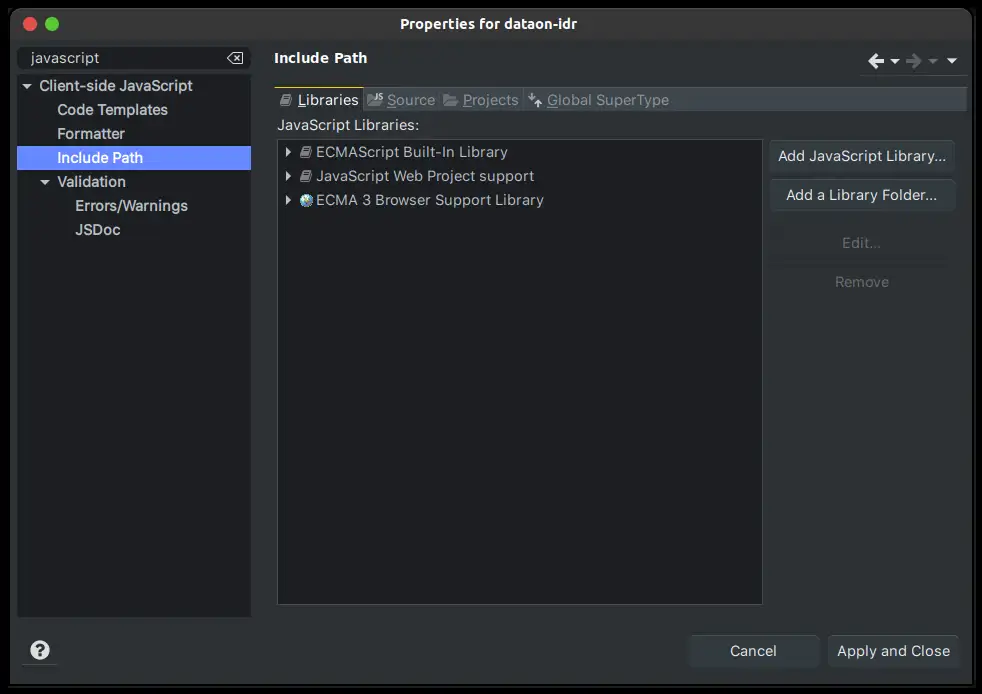 Properties for dataon-idr
javascript
Client-side JavaScript
Code Templates
Formatter
Include Path
Validation
Errors/Warnings
JSDoc
Include Path
Libraries Source Projects Global SuperType
JavaScript Libraries:
ECMAScript Built-In Library
JavaScript Web Project support
ECMA 3 Browser Support Library
Add JavaScript Library...
Add a Library Folder...
Edit...
Remove
?
Cancel Apply and Close